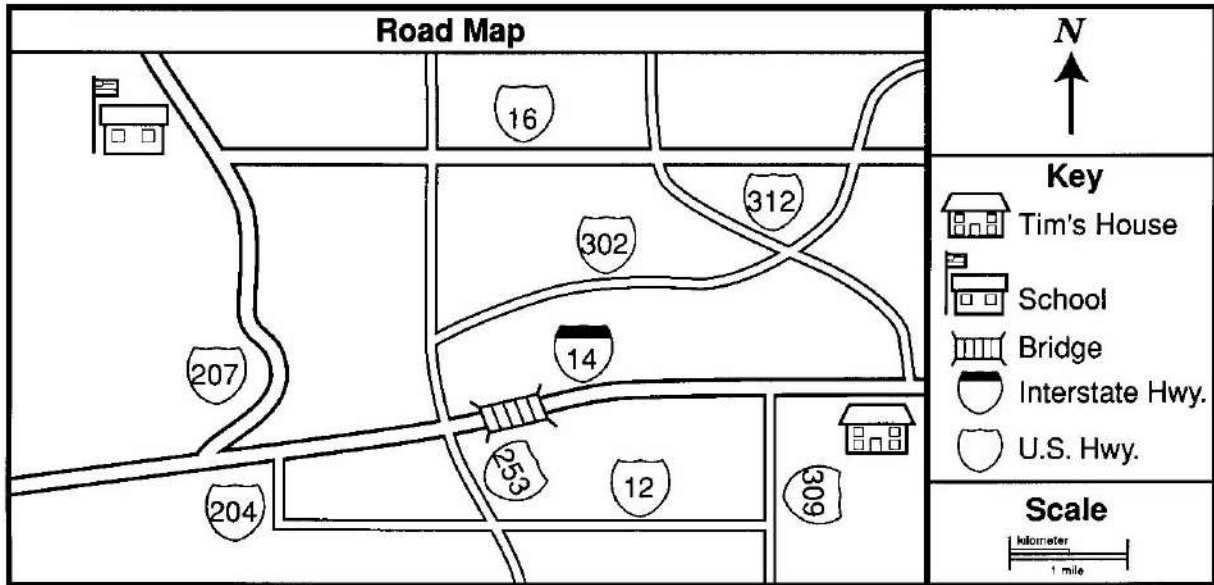 Road Map
N
16
312
302
14
207
253
12
309
204
Key
Tim's House
School
Bridge
Interstate Hwy.
U.S. Hwy.
Scale
kilometer
1 mile